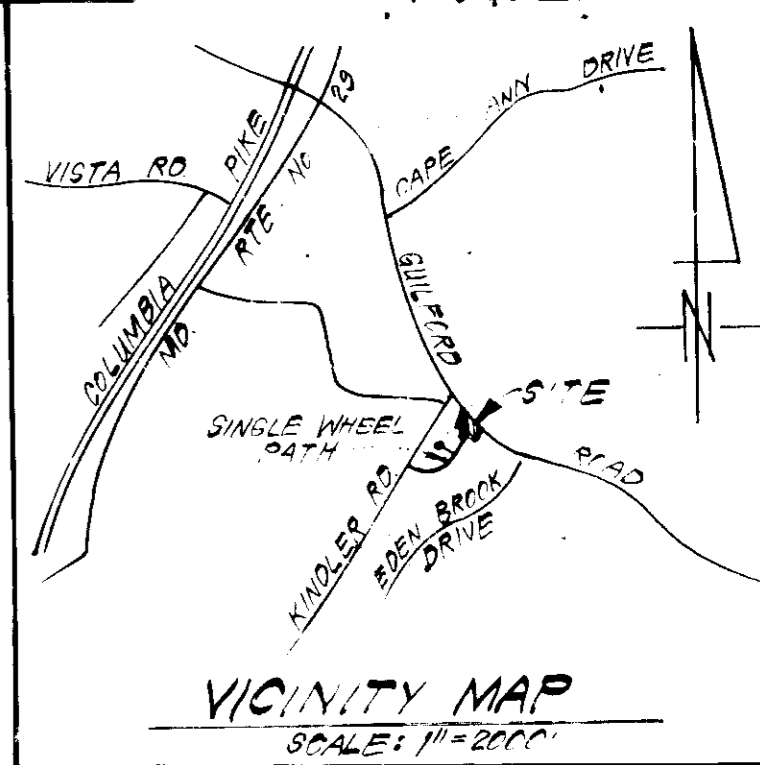 CAPE ANN DRIVE
VISTA RD.
COLUMBIA PIKE
MD. RTE. NO 29
GUILFORD ROAD
SITE
SINGLE WHEEL
PATH
KINDLER RD.
EDEN BROOK
DRIVE
N
VICINITY MAP
SCALE: 1"=2000'